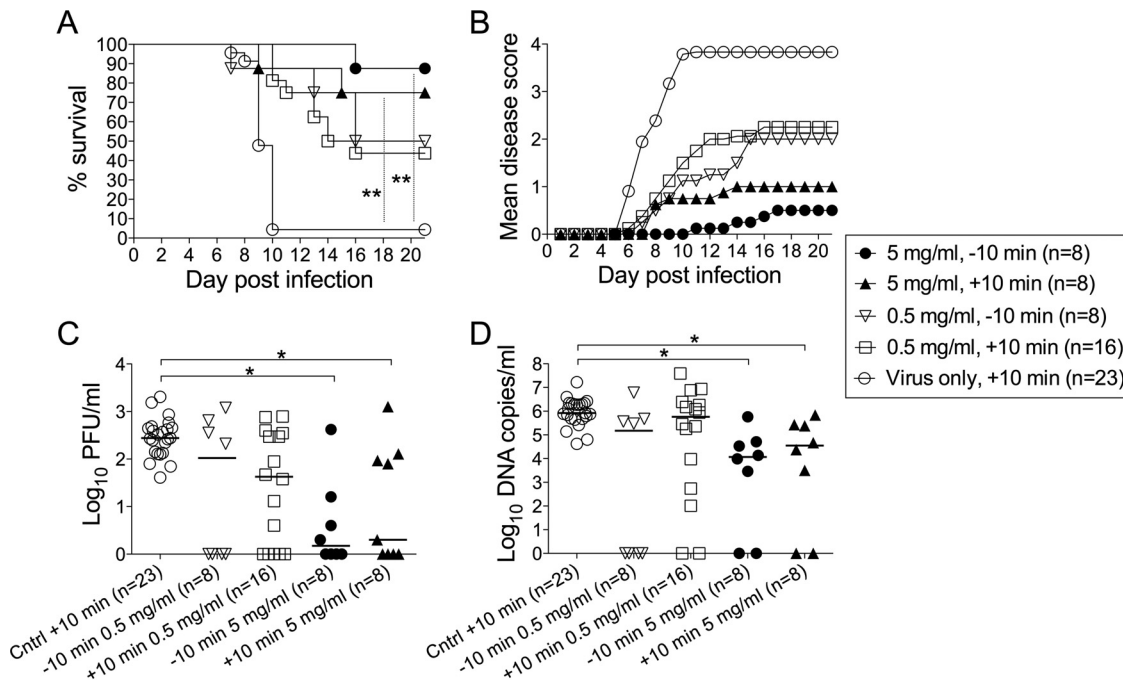 A
% survival
100
90
80
70
60
50
40
30
20
10
0
**
**
0 2 4 6 8 10 12 14 16 18 20
Day post infection
B
Mean disease score
4
3
2
1
0
0 2 4 6 8 10 12 14 16 18 20
Day post infection
5 mg/ml, -10 min (n=8)
5 mg/ml, +10 min (n=8)
0.5 mg/ml, -10 min (n=8)
0.5 mg/ml, +10 min (n=16)
Virus only, +10 min (n=23)
C
Log10 PFU/ml
4
3
2
1
0
*
*
Cntrl +10 min (n=23)
-10 min 0.5 mg/ml (n=8)
+10 min 0.5 mg/ml (n=16)
-10 min 5 mg/ml (n=8)
+10 min 5 mg/ml (n=8)
D
Log10 DNA copies/ml
8
7
6
5
4
3
2
1
0
*
*
Cntrl +10 min (n=23)
-10 min 0.5 mg/ml (n=8)
+10 min 0.5 mg/ml (n=16)
-10 min 5 mg/ml (n=8)
+10 min 5 mg/ml (n=8)